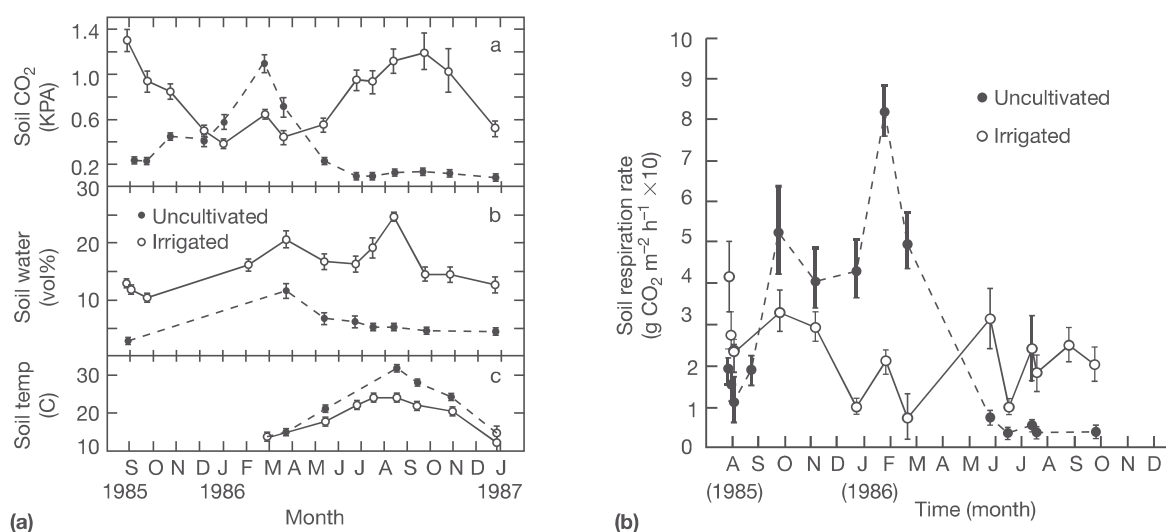 1.4
1.0
0.6
0.2
Soil CO2
(KPA)
a
30
20
10
Soil water
(vol%)
Uncultivated
Irrigated
b
30
20
10
Soil temp
(C)
c
S O N D J F M A M J J A S O N D J
1985 1986 1987
Month
(a)
10
9
8
7
6
5
4
3
2
1
0
Soil respiration rate
(g CO2 m−2 h−1 ×10)
Uncultivated
Irrigated
A S O N D J F M A M J J A S O N D
(1985) (1986)
Time (month)
(b)